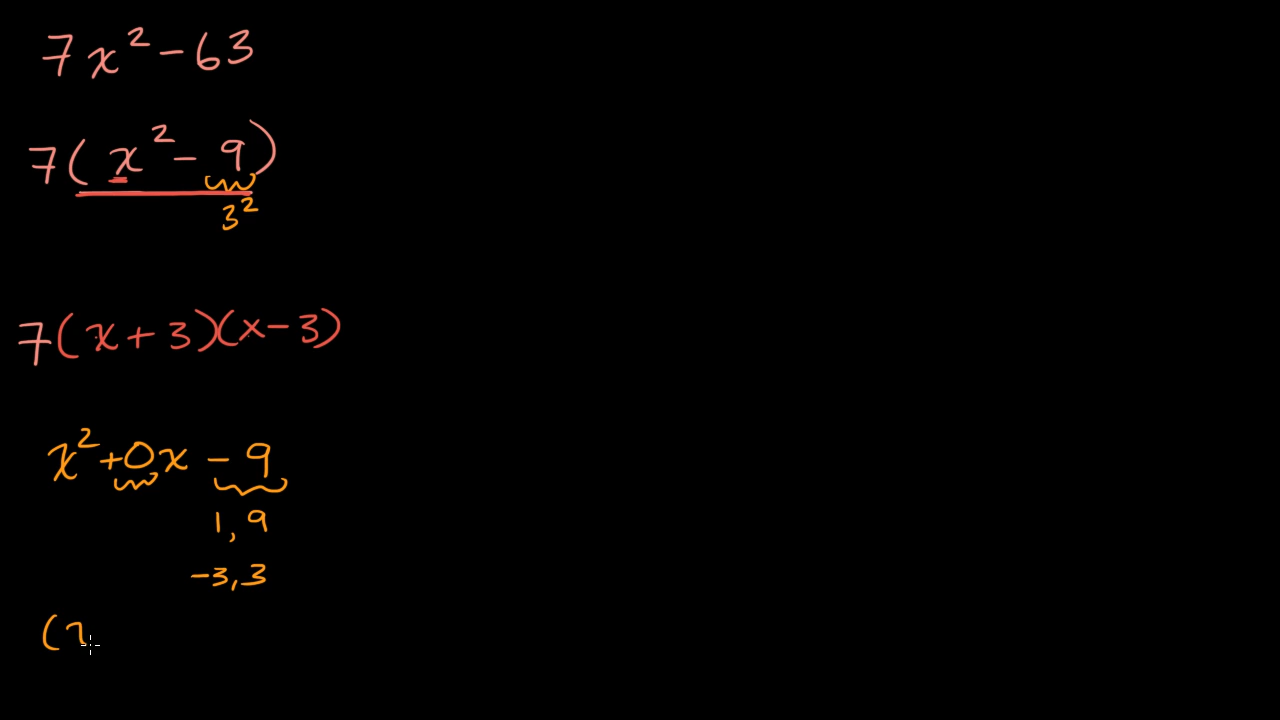 7x² - 63
7(x² - 9)
3²
7(x + 3)(x - 3)
x² + 0x - 9
1, 9
-3, 3
(